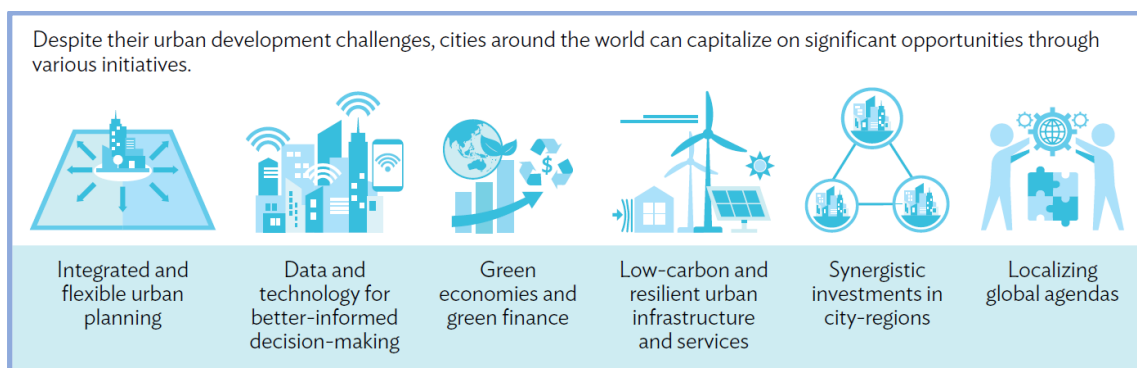 Despite their urban development challenges, cities around the world can capitalize on significant opportunities through
various initiatives.
$
Integrated and
flexible urban
planning
Data and
technology for
better-informed
decision-making
Green
economies and
green finance
Low-carbon and
resilient urban
infrastructure
and services
Synergistic
investments in
city-regions
Localizing
global agendas